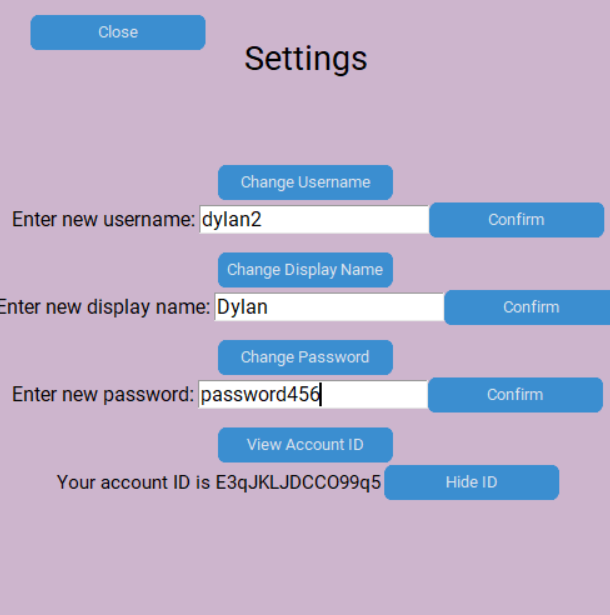 Close
Settings
Change Username
Enter new username: dylan2 Confirm
Change Display Name
Enter new display name: Dylan Confirm
Change Password
Enter new password: password456 Confirm
View Account ID
Your account ID is E3qJKLJDCCO99q5 Hide ID